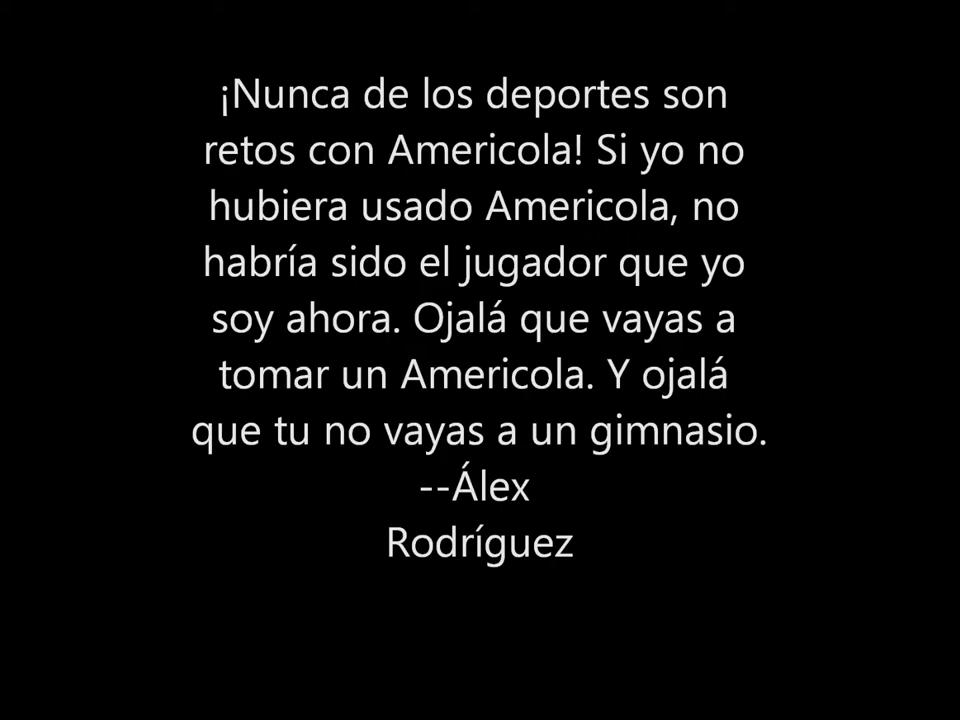 ¡Nunca de los deportes son
retos con Americola! Si yo no
hubiera usado Americola, no
habría sido el jugador que yo
soy ahora. Ojalá que vayas a
tomar un Americola. Y ojalá
que tu no vayas a un gimnasio.
--Álex
Rodríguez